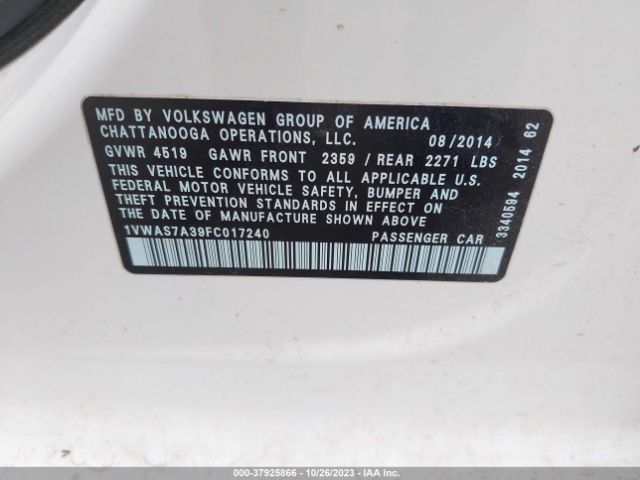 MFD BY VOLKSWAGEN GROUP OF AMERICA
CHATTANOOGA OPERATIONS, LLC. 08/2014
GVWR 4519 GAWR FRONT 2359 / REAR 2271 LBS
THIS VEHICLE CONFORMS TO ALL APPLICABLE U.S.
FEDERAL MOTOR VEHICLE SAFETY, BUMPER AND
THEFT PREVENTION STANDARDS IN EFFECT ON
THE DATE OF MANUFACTURE SHOWN ABOVE
1VWAS7A39FC017240 PASSENGER CAR
3340594 2014 62
000-37925866 - 10/26/2023 - IAA Inc.